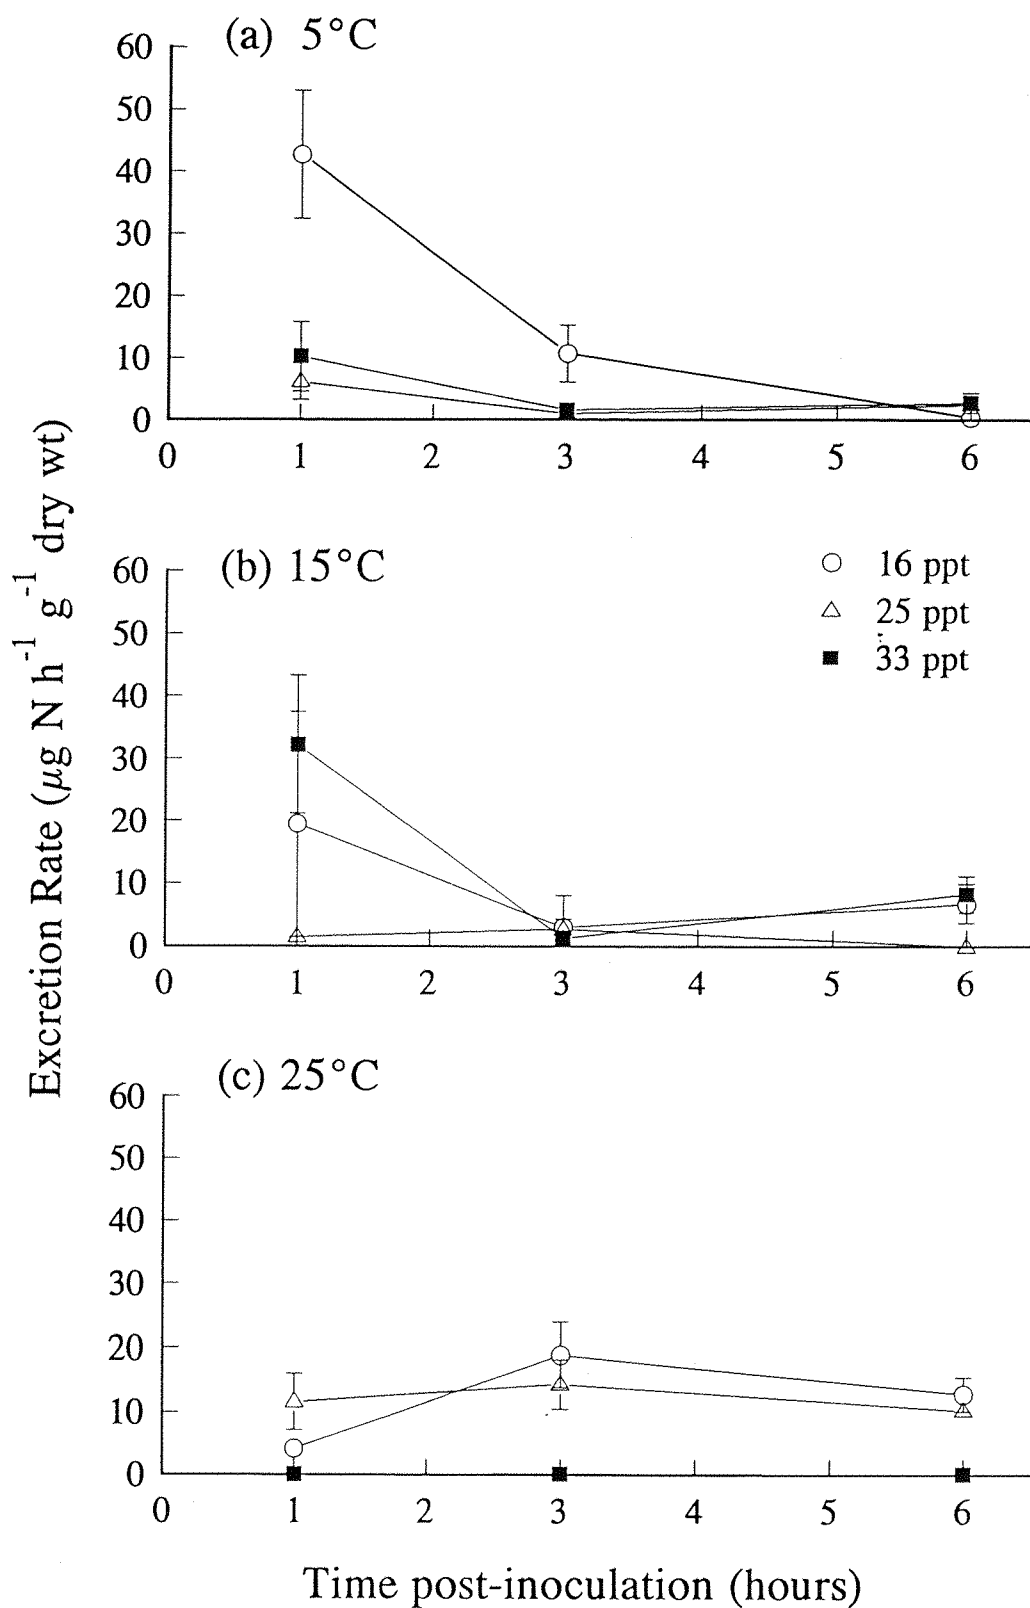 (a) 5°C
60
50
40
30
20
10
0
0 1 2 3 4 5 6
(b) 15°C
60
50
40
30
20
10
0
0 1 2 3 4 5 6
16 ppt
25 ppt
33 ppt
(c) 25°C
60
50
40
30
20
10
0
0 1 2 3 4 5 6
Excretion Rate (μg N h⁻¹ g⁻¹ dry wt)
Time post-inoculation (hours)